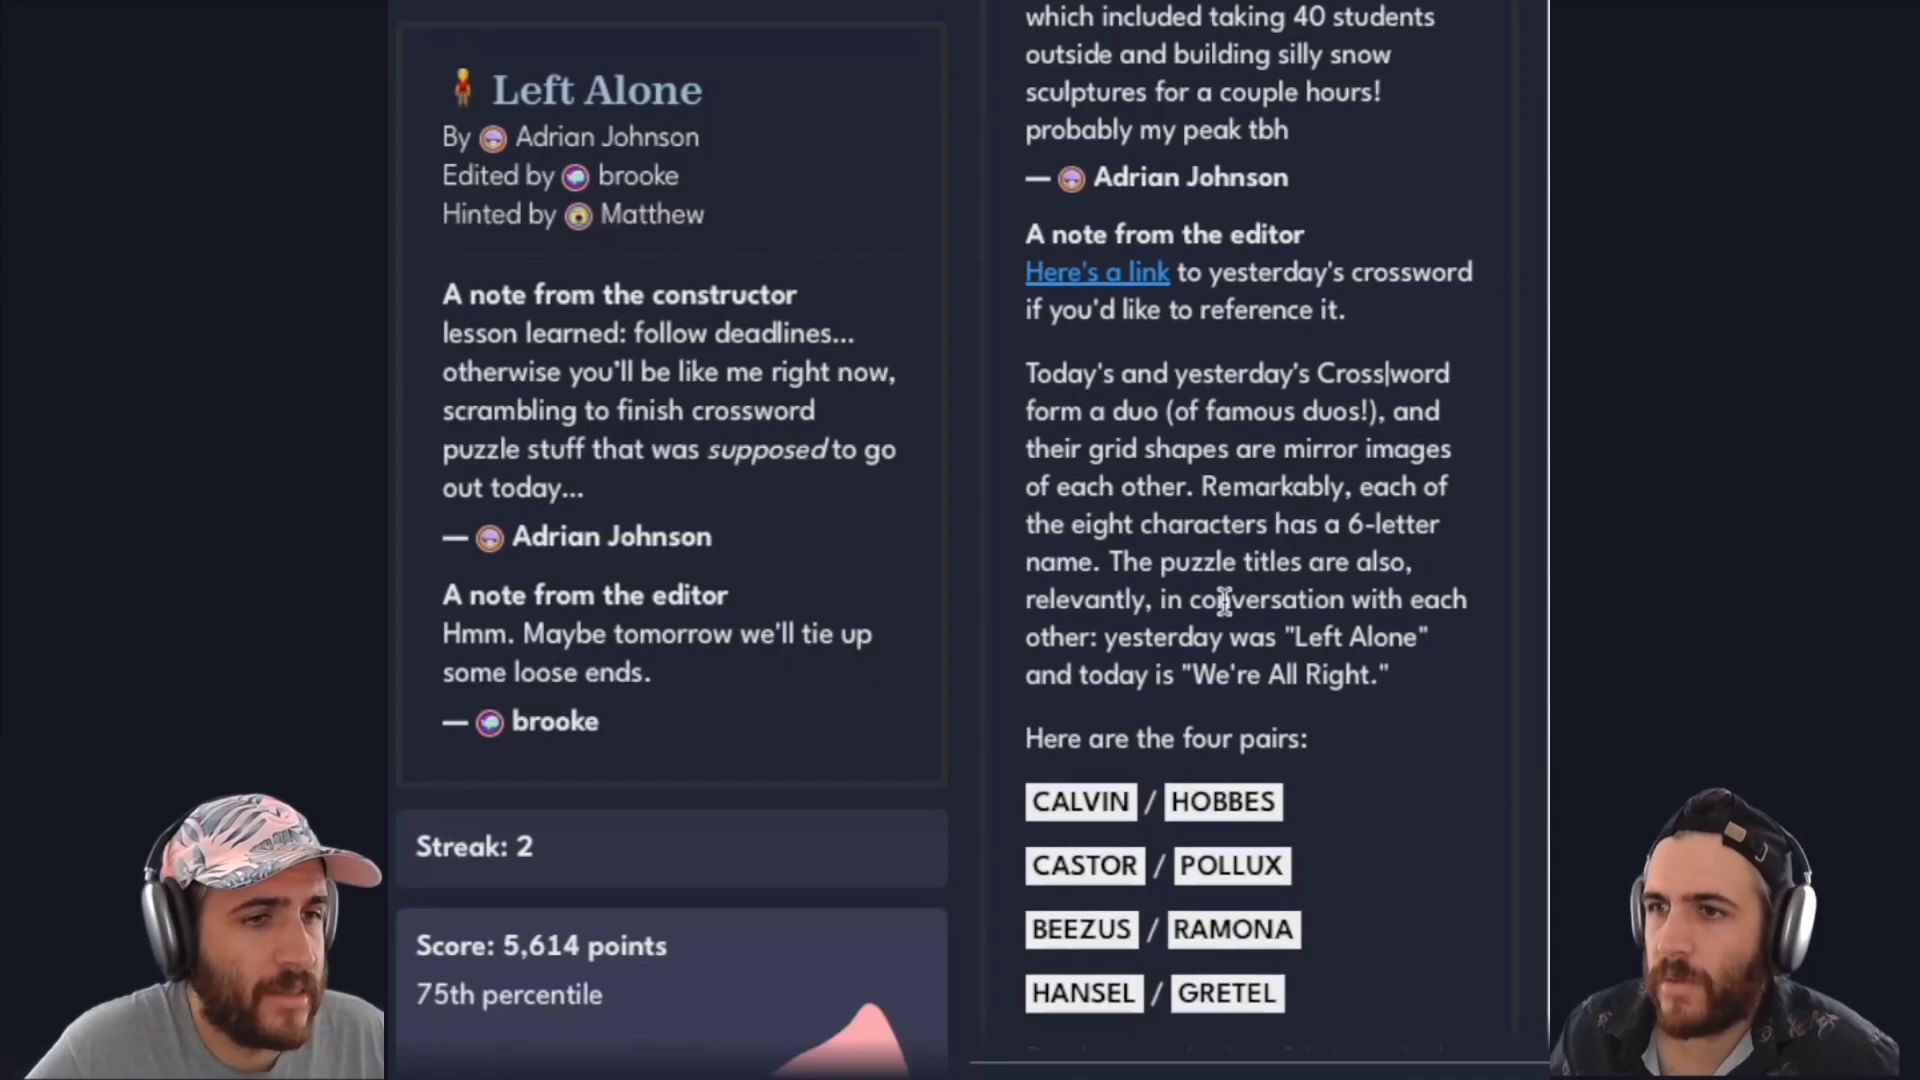 Left Alone
By Adrian Johnson
Edited by brooke
Hinted by Matthew
A note from the constructor
lesson learned: follow deadlines...
otherwise you'll be like me right now,
scrambling to finish crossword
puzzle stuff that was supposed to go
out today...
— Adrian Johnson
A note from the editor
Hmm. Maybe tomorrow we'll tie up
some loose ends.
— brooke
Streak: 2
Score: 5,614 points
75th percentile
which included taking 40 students
outside and building silly snow
sculptures for a couple hours!
probably my peak tbh
— Adrian Johnson
A note from the editor
Here's a link to yesterday's crossword
if you'd like to reference it.
Today's and yesterday's Cross|word
form a duo (of famous duos!), and
their grid shapes are mirror images
of each other. Remarkably, each of
the eight characters has a 6-letter
name. The puzzle titles are also,
relevantly, in conversation with each
other: yesterday was "Left Alone"
and today is "We're All Right."
Here are the four pairs:
CALVIN / HOBBES
CASTOR / POLLUX
BEEZUS / RAMONA
HANSEL / GRETEL